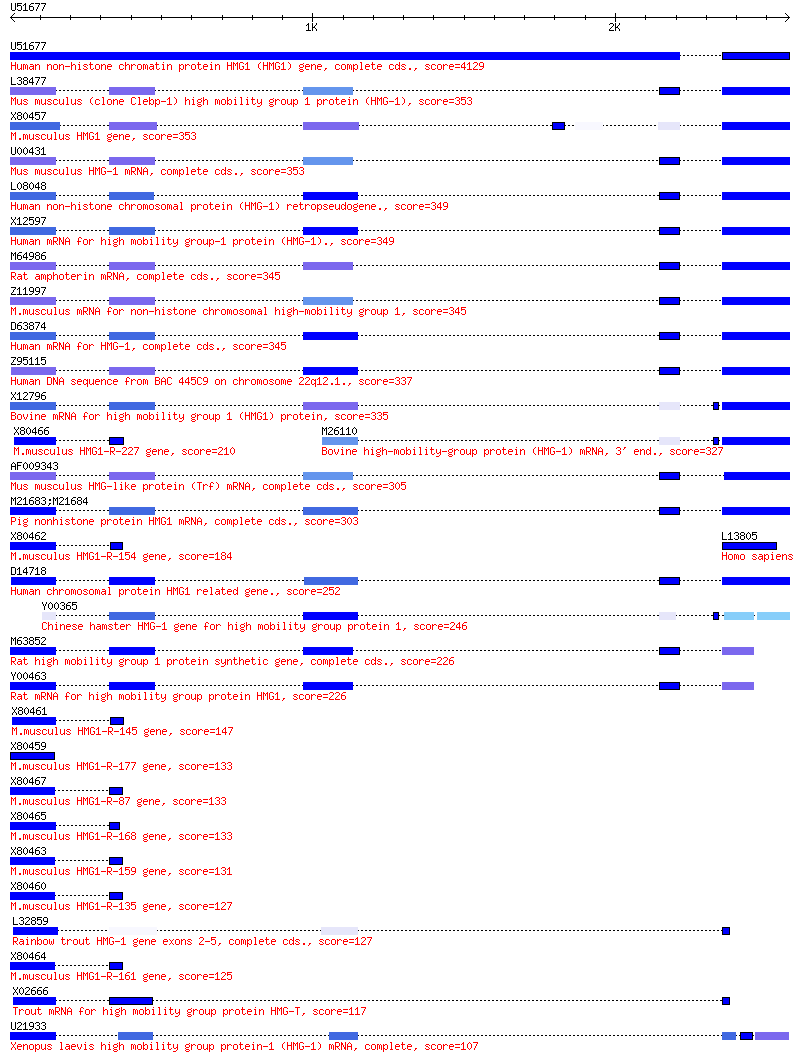 U51677
1K 2K
U51677
Human non-histone chromatin protein HMG1 (HMG1) gene, complete cds., score=4129
L38477
Mus musculus (clone Clebp-1) high mobility group 1 protein (HMG-1), score=353
X80457
M.musculus HMG1 gene, score=353
U00431
Mus musculus HMG-1 mRNA, complete cds., score=353
L08048
Human non-histone chromosomal protein (HMG-1) retropseudogene., score=349
X12597
Human mRNA for high mobility group-1 protein (HMG-1)., score=349
M64986
Rat amphoterin mRNA, complete cds., score=345
Z11997
M.musculus mRNA for non-histone chromosomal high-mobility group 1, score=345
D63874
Human mRNA for HMG-1, complete cds., score=345
Z95115
Human DNA sequence from BAC 445C9 on chromosome 22q12.1., score=337
X12796
Bovine mRNA for high mobility group 1 (HMG1) protein, score=335
X80466 M26110
M.musculus HMG1-R-227 gene, score=210 Bovine high-mobility-group protein (HMG-1) mRNA, 3' end., score=327
AF009343
Mus musculus HMG-like protein (Trf) mRNA, complete cds., score=305
M21683;M21684
Pig nonhistone protein HMG1 mRNA, complete cds., score=303
X80462 L13805
M.musculus HMG1-R-154 gene, score=184 Homo sapiens
D14718
Human chromosomal protein HMG1 related gene., score=252
Y00365
Chinese hamster HMG-1 gene for high mobility group protein 1, score=246
M63852
Rat high mobility group 1 protein synthetic gene, complete cds., score=226
Y00463
Rat mRNA for high mobility group protein HMG1, score=226
X80461
M.musculus HMG1-R-145 gene, score=147
X80459
M.musculus HMG1-R-177 gene, score=133
X80467
M.musculus HMG1-R-87 gene, score=133
X80465
M.musculus HMG1-R-168 gene, score=133
X80463
M.musculus HMG1-R-159 gene, score=131
X80460
M.musculus HMG1-R-135 gene, score=127
L32859
Rainbow trout HMG-1 gene exons 2-5, complete cds., score=127
X80464
M.musculus HMG1-R-161 gene, score=125
X02666
Trout mRNA for high mobility group protein HMG-T, score=117
U21933
Xenopus laevis high mobility group protein-1 (HMG-1) mRNA, complete, score=107